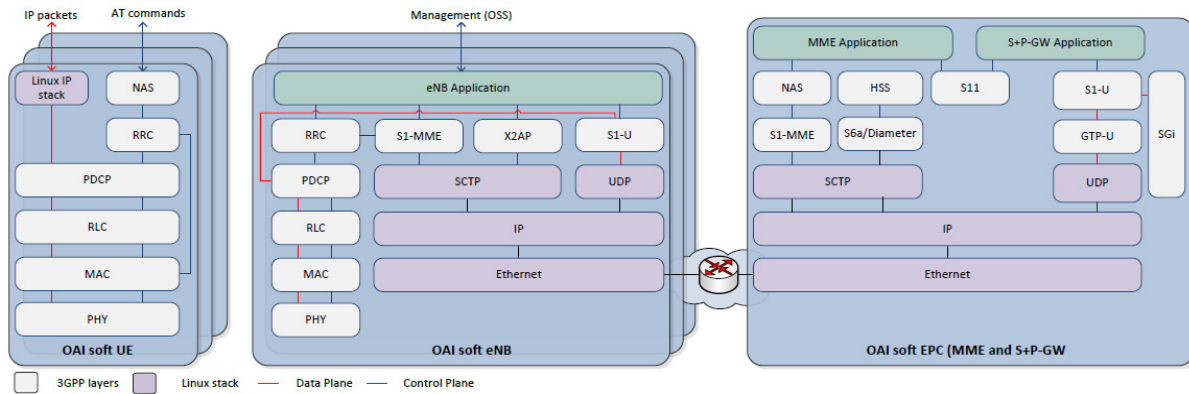 IP packets
AT commands
Management (OSS)
Linux IP
stack
NAS
RRC
PDCP
RLC
MAC
PHY
OAI soft UE
eNB Application
RRC
S1-MME
X2AP
S1-U
PDCP
SCTP
UDP
RLC
IP
MAC
Ethernet
PHY
OAI soft eNB
MME Application
S+P-GW Application
NAS
HSS
S11
S1-U
SGi
S1-MME
S6a/Diameter
GTP-U
SCTP
UDP
IP
Ethernet
OAI soft EPC (MME and S+P-GW
3GPP layers
Linux stack
Data Plane
Control Plane